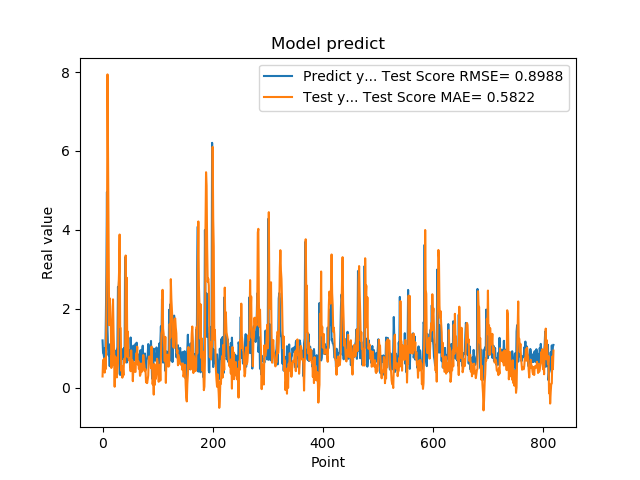 Model predict
Predict y... Test Score RMSE= 0.8988
Test y... Test Score MAE= 0.5822
Real value
8
6
4
2
0
0 200 400 600 800
Point